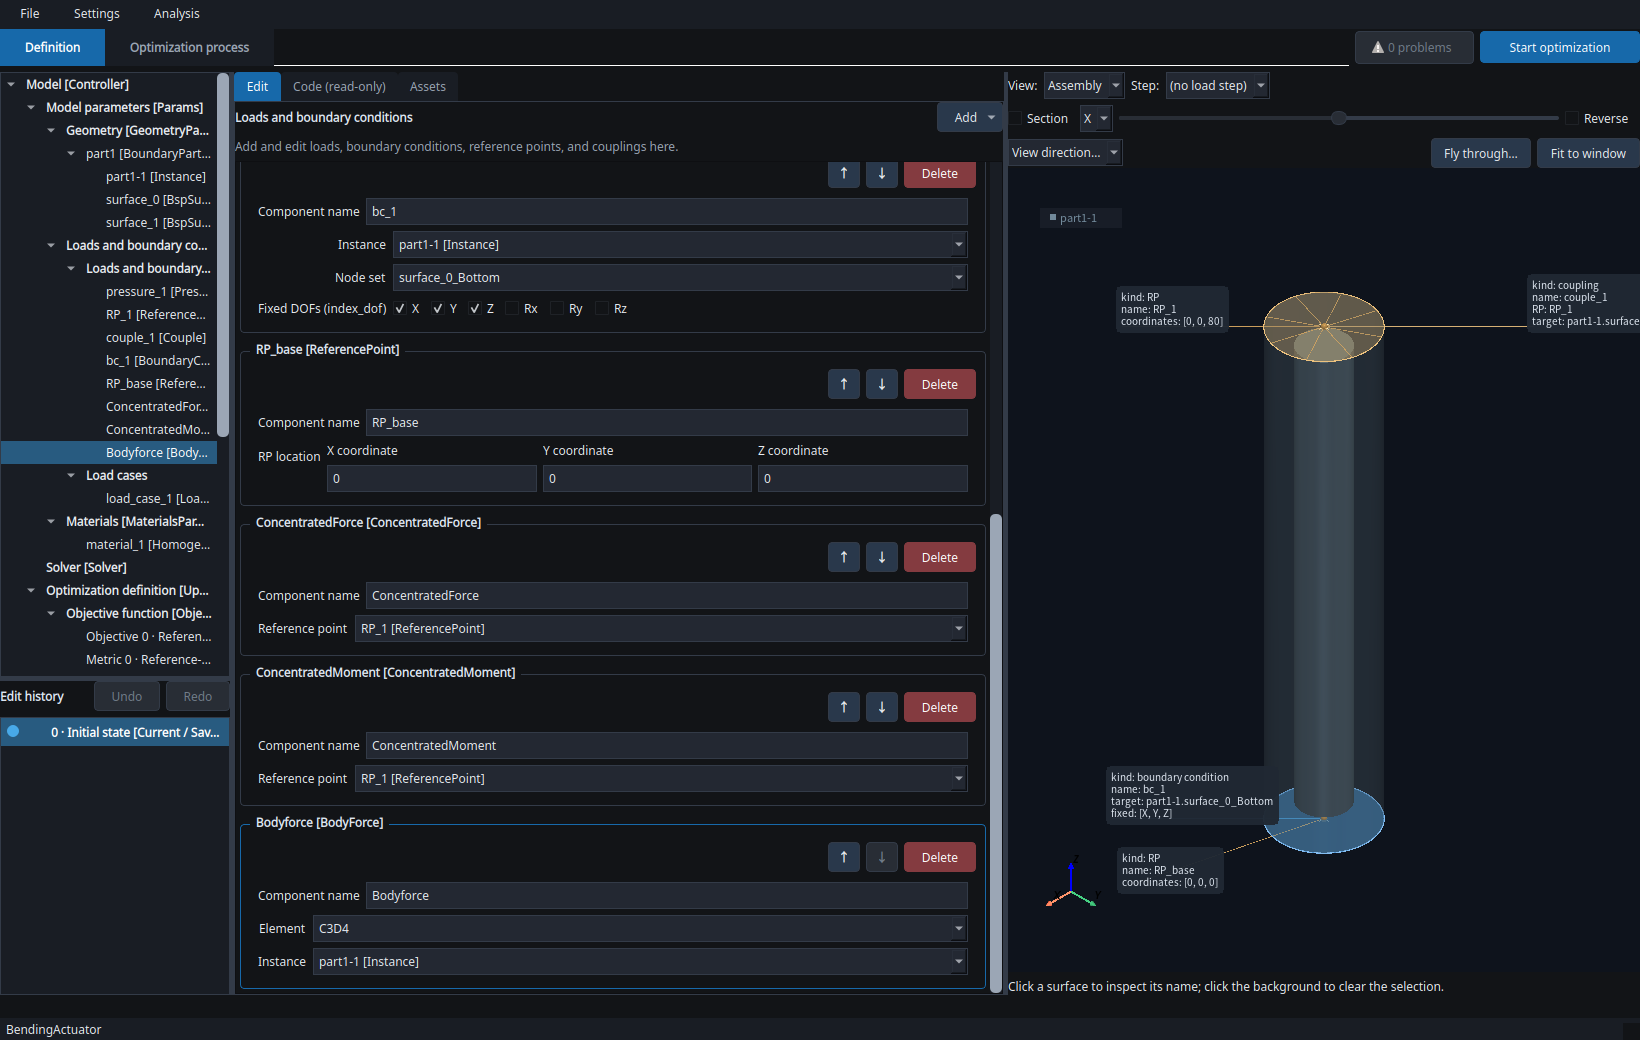 File Settings Analysis
Definition Optimization process 0 problems Start optimization
Model [Controller]
Model parameters [Params]
Geometry [GeometryPa...
part1 [BoundaryPart...
part1-1 [Instance]
surface_0 [BspSu...
surface_1 [BspSu...
Loads and boundary co...
Loads and boundary...
pressure_1 [Pres...
RP_1 [Reference...
couple_1 [Couple]
bc_1 [BoundaryC...
RP_base [Refere...
ConcentratedFor...
ConcentratedMo...
Bodyforce [Body...
Load cases
load_case_1 [Loa...
Materials [MaterialsPar...
material_1 [Homoge...
Solver [Solver]
Optimization definition [Up...
Objective function [Obje...
Objective 0 · Referen...
Metric 0 · Reference-...
Edit history Undo Redo
0 · Initial state [Current / Sav...
Edit Code (read-only) Assets
Loads and boundary conditions Add
Add and edit loads, boundary conditions, reference points, and couplings here.
↑ ↓ Delete
Component name bc_1
Instance part1-1 [Instance]
Node set surface_0_Bottom
Fixed DOFs (index_dof) X Y Z Rx Ry Rz
RP_base [ReferencePoint]
↑ ↓ Delete
Component name RP_base
RP location X coordinate Y coordinate Z coordinate
0 0 0
ConcentratedForce [ConcentratedForce]
↑ ↓ Delete
Component name ConcentratedForce
Reference point RP_1 [ReferencePoint]
ConcentratedMoment [ConcentratedMoment]
↑ ↓ Delete
Component name ConcentratedMoment
Reference point RP_1 [ReferencePoint]
Bodyforce [BodyForce]
↑ ↓ Delete
Component name Bodyforce
Element C3D4
Instance part1-1 [Instance]
View: Assembly Step: (no load step)
Section X Reverse
View direction... Fly through... Fit to window
part1-1
kind: RP
name: RP_1
coordinates: [0, 0, 80]
kind: coupling
name: couple_1
RP: RP_1
target: part1-1.surface
kind: boundary condition
name: bc_1
target: part1-1.surface_0_Bottom
fixed: [X, Y, Z]
kind: RP
name: RP_base
coordinates: [0, 0, 0]
Z
Y
Click a surface to inspect its name; click the background to clear the selection.
BendingActuator